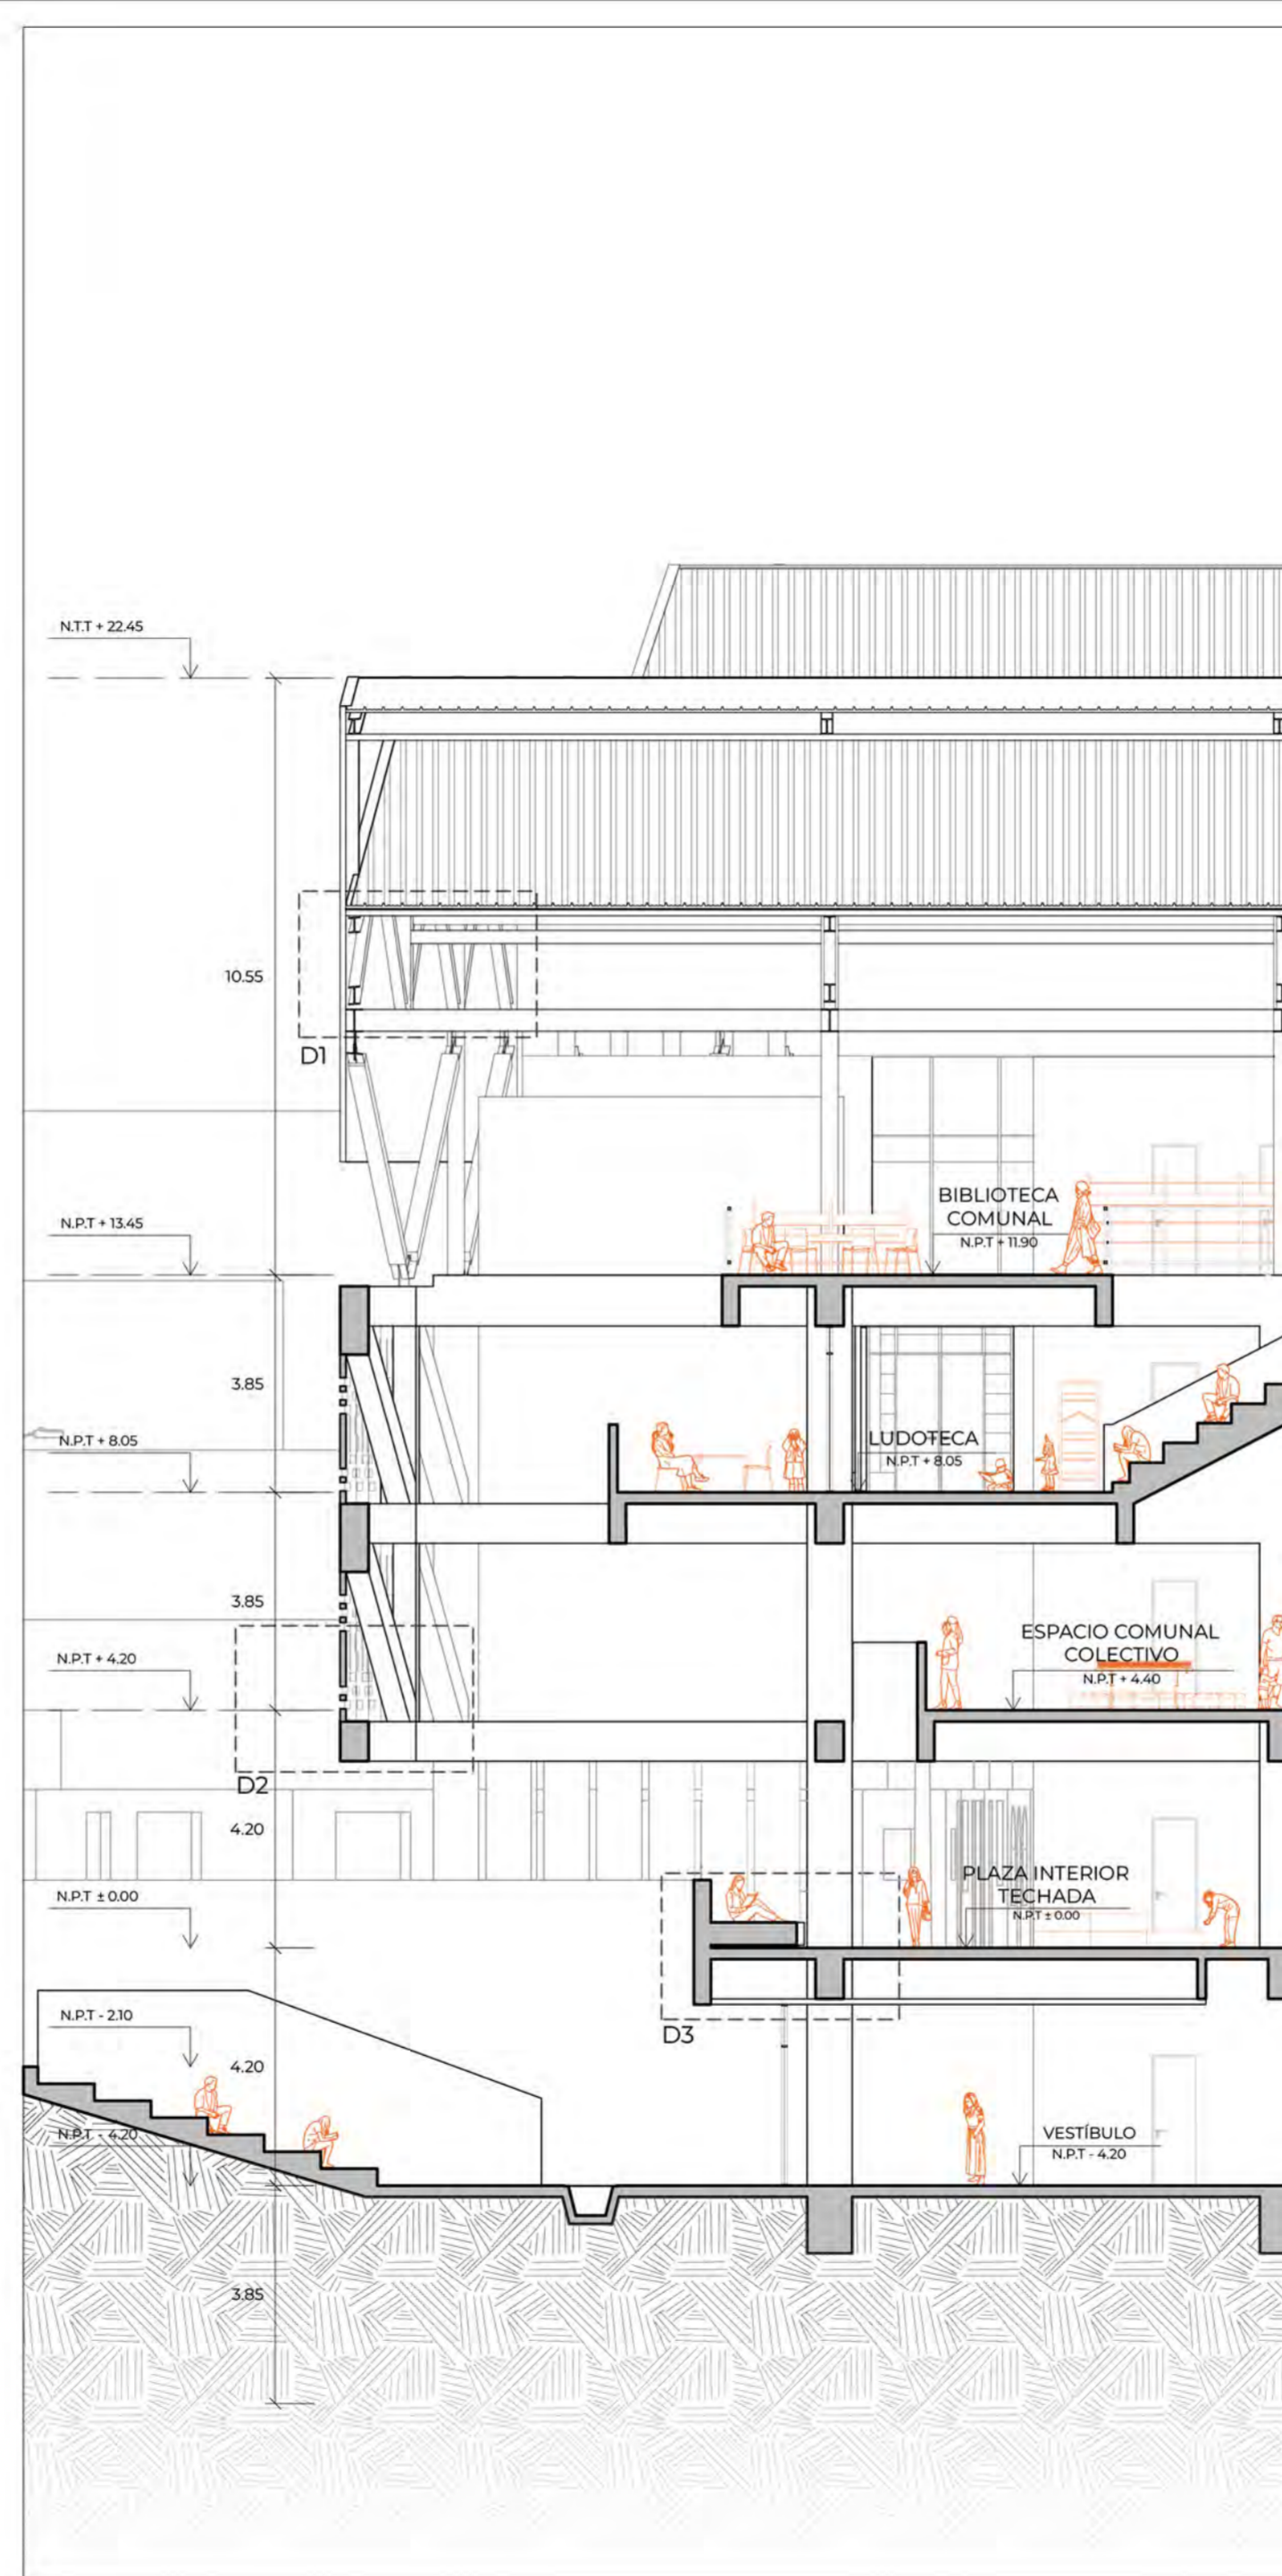 N.T.T + 22.45
10.55
D1
BIBLIOTECA
COMUNAL
N.P.T + 11.90
N.P.T + 13.45
3.85
LUDOTECA
N.P.T + 8.05
N.P.T + 8.05
3.85
ESPACIO COMUNAL
COLECTIVO
N.P.T + 4.40
N.P.T + 4.20
D2
4.20
PLAZA INTERIOR
TECHADA
N.P.T ± 0.00
N.P.T ± 0.00
D3
N.P.T - 2.10
4.20
N.P.T - 4.20
VESTÍBULO
N.P.T - 4.20
3.85